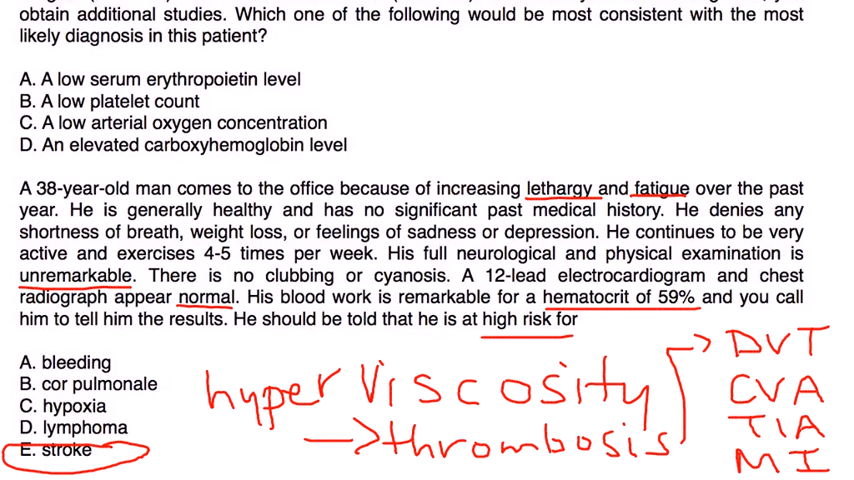 obtain additional studies. Which one of the following would be most consistent with the most
likely diagnosis in this patient?
A. A low serum erythropoietin level
B. A low platelet count
C. A low arterial oxygen concentration
D. An elevated carboxyhemoglobin level
A 38-year-old man comes to the office because of increasing lethargy and fatigue over the past
year. He is generally healthy and has no significant past medical history. He denies any
shortness of breath, weight loss, or feelings of sadness or depression. He continues to be very
active and exercises 4-5 times per week. His full neurological and physical examination is
unremarkable. There is no clubbing or cyanosis. A 12-lead electrocardiogram and chest
radiograph appear normal. His blood work is remarkable for a hematocrit of 59% and you call
him to tell him the results. He should be told that he is at high risk for
A. bleeding
B. cor pulmonale
C. hypoxia
D. lymphoma
E. stroke
hyper Viscosity
->thrombosis
-> DVT
CVA
TIA
MI